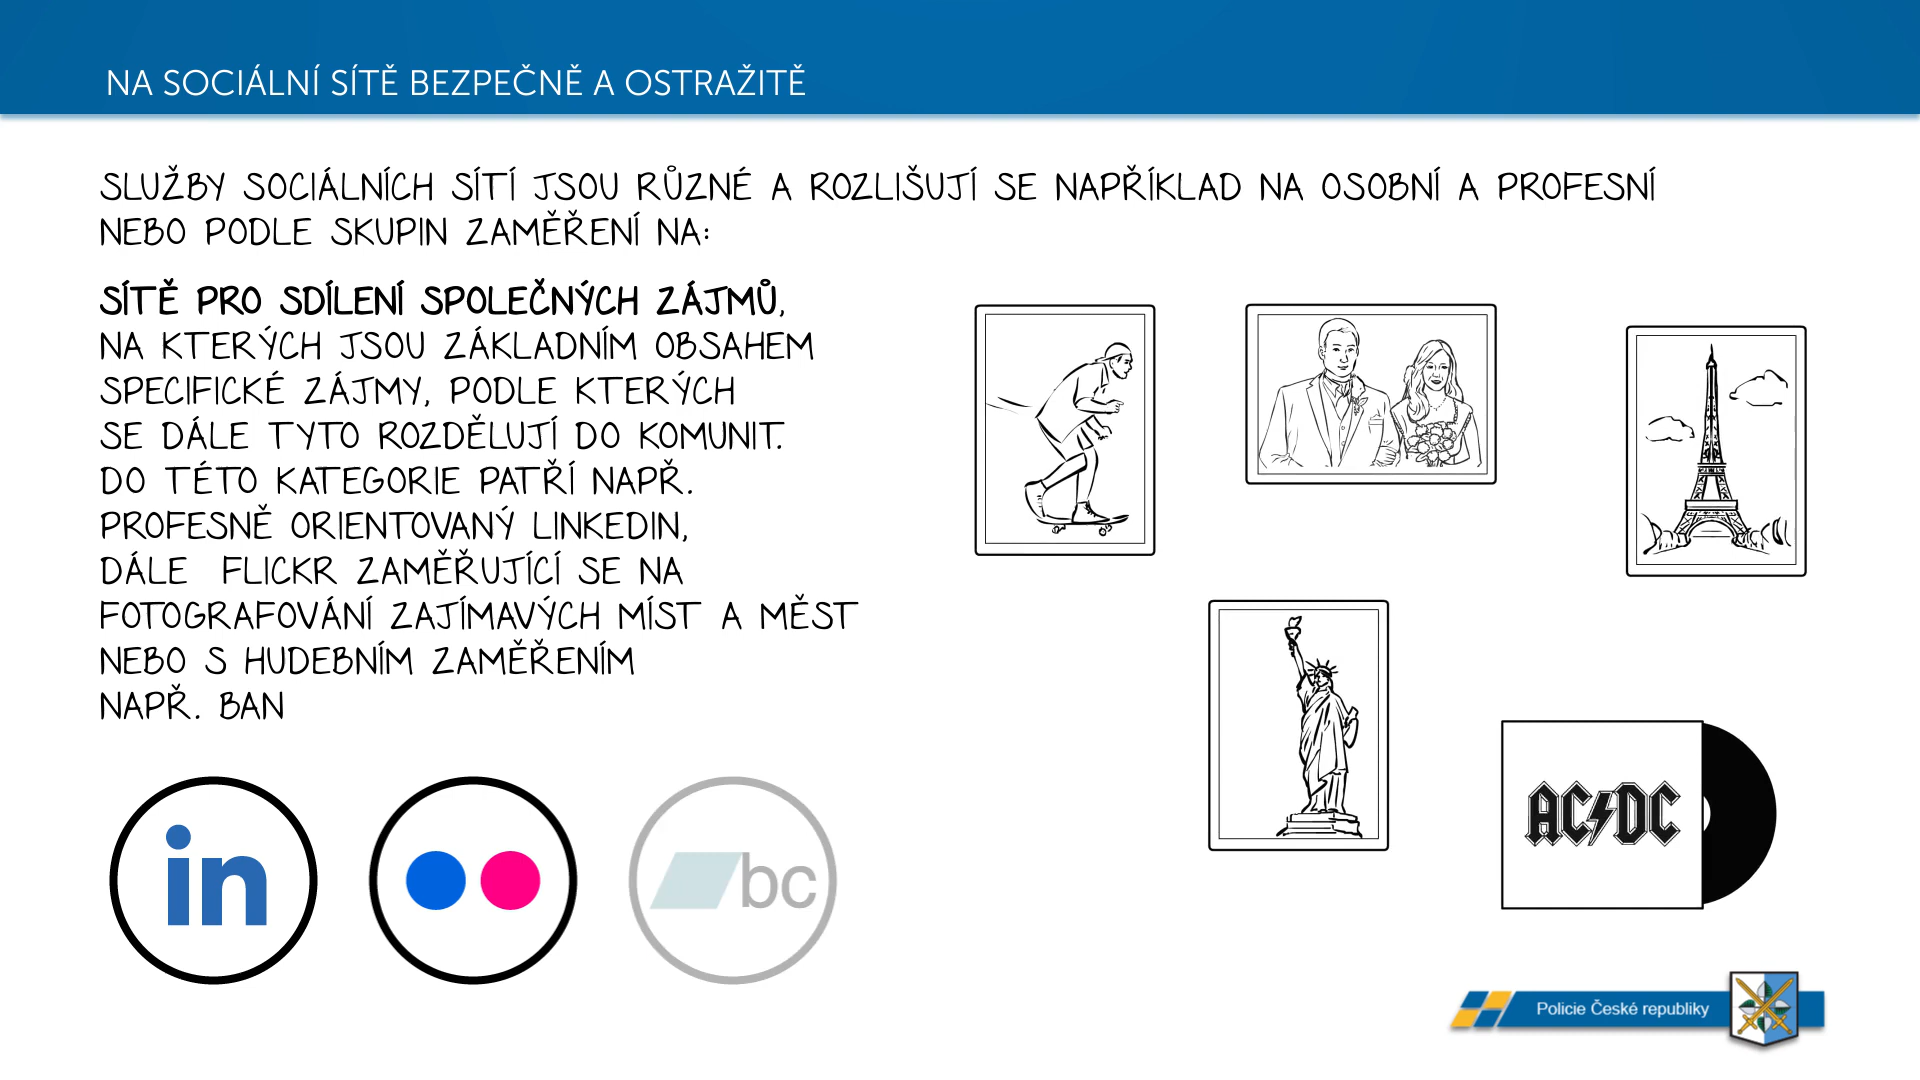 NA SOCIÁLNÍ SÍTĚ BEZPEČNĚ A OSTRAŽITĚ
SLUŽBY SOCIÁLNÍCH SÍTÍ JSOU RŮZNÉ A ROZLIŠUJÍ SE NAPŘÍKLAD NA OSOBNÍ A PROFESNÍ
NEBO PODLE SKUPIN ZAMĚŘENÍ NA:
SÍTĚ PRO SDÍLENÍ SPOLEČNÝCH ZÁJMŮ,
NA KTERÝCH JSOU ZÁKLADNÍM OBSAHEM
SPECIFICKÉ ZÁJMY, PODLE KTERÝCH
SE DÁLE TYTO ROZDĚLUJÍ DO KOMUNIT.
DO TÉTO KATEGORIE PATŘÍ NAPŘ.
PROFESNĚ ORIENTOVANÝ LINKEDIN,
DÁLE FLICKR ZAMĚŘUJÍCÍ SE NA
FOTOGRAFOVÁNÍ ZAJÍMAVÝCH MÍST A MĚST
NEBO S HUDEBNÍM ZAMĚŘENÍM
NAPŘ. BAN
in
bc
AC DC
Policie České republiky